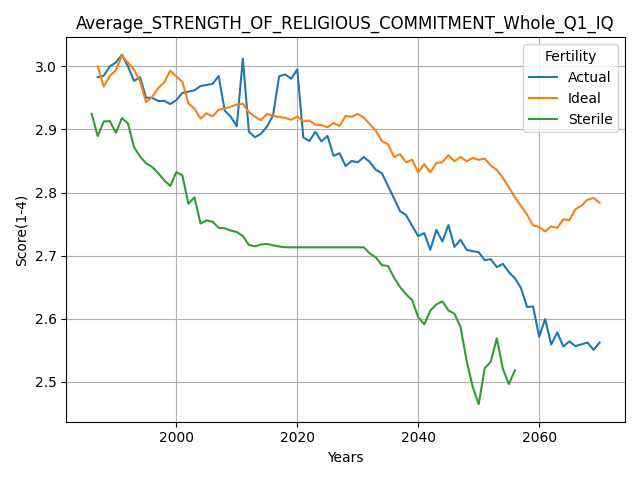 Average_STRENGTH_OF_RELIGIOUS_COMMITMENT_Whole_Q1_IQ
Fertility
Actual
Ideal
Sterile
Score(1-4)
3.0
2.9
2.8
2.7
2.6
2.5
2000
2020
2040
2060
Years